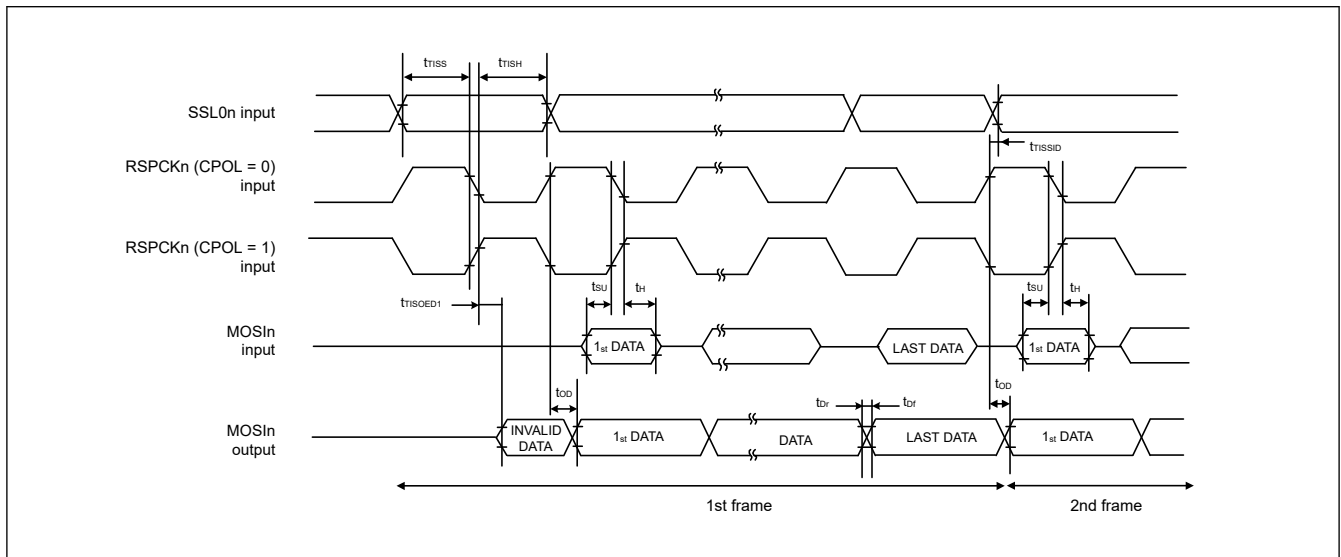 tTISS
tTISH
SSL0n input
tTISSID
RSPCKn (CPOL = 0)
input
RSPCKn (CPOL = 1)
input
tTISOED1
tSU
tH
tSU
tH
MOSIn
input
1st DATA
LAST DATA
1st DATA
tOD
tDr
tDf
tOD
MOSIn
output
INVALID
DATA
1st DATA
DATA
LAST DATA
1st DATA
1st frame
2nd frame